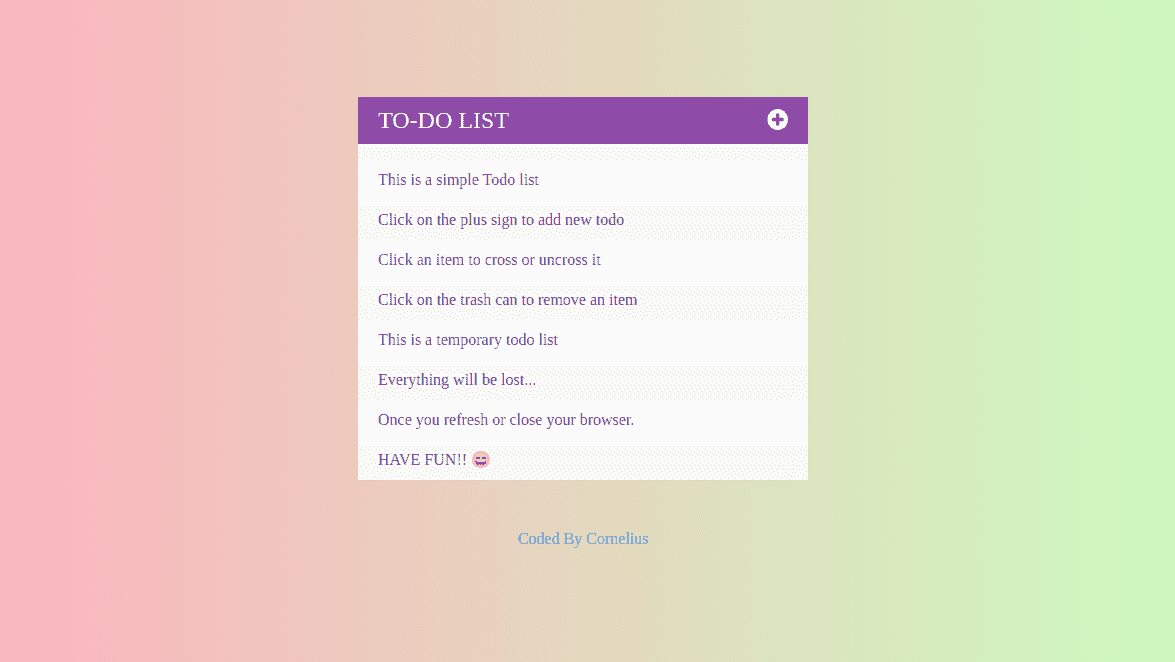 TO-DO LIST
This is a simple Todo list
Click on the plus sign to add new todo
Click an item to cross or uncross it
Click on the trash can to remove an item
This is a temporary todo list
Everything will be lost...
Once you refresh or close your browser.
HAVE FUN!! 😄
Coded By Cornelius